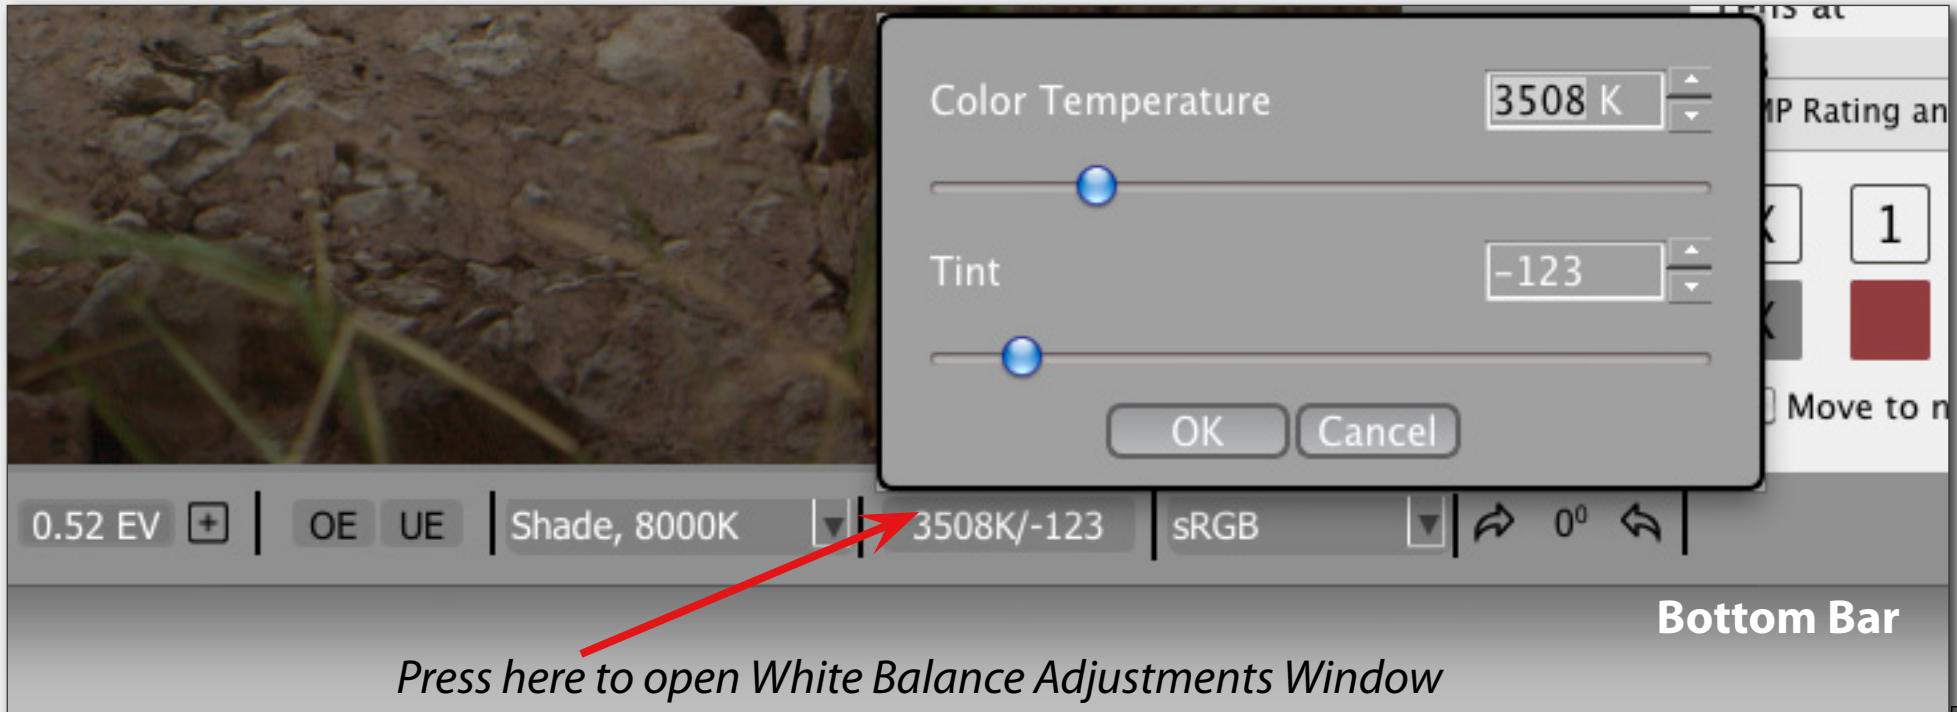 Color Temperature
3508 K
Tint
-123
OK
Cancel
Rating an
1
Move to
0.52 EV
+
OE
UE
Shade, 8000K
3508K/-123
sRGB
0⁰
Bottom Bar
Press here to open White Balance Adjustments Window